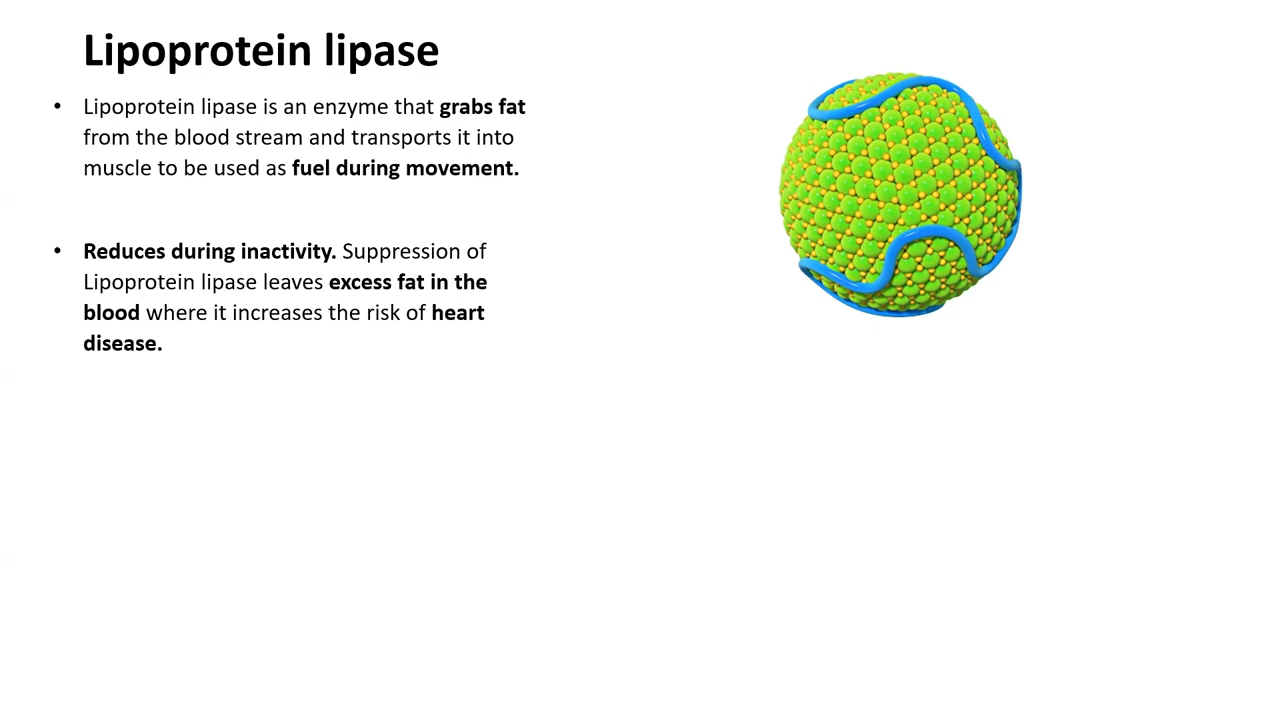 Lipoprotein lipase
• Lipoprotein lipase is an enzyme that grabs fat
from the blood stream and transports it into
muscle to be used as fuel during movement.
• Reduces during inactivity. Suppression of
Lipoprotein lipase leaves excess fat in the
blood where it increases the risk of heart
disease.